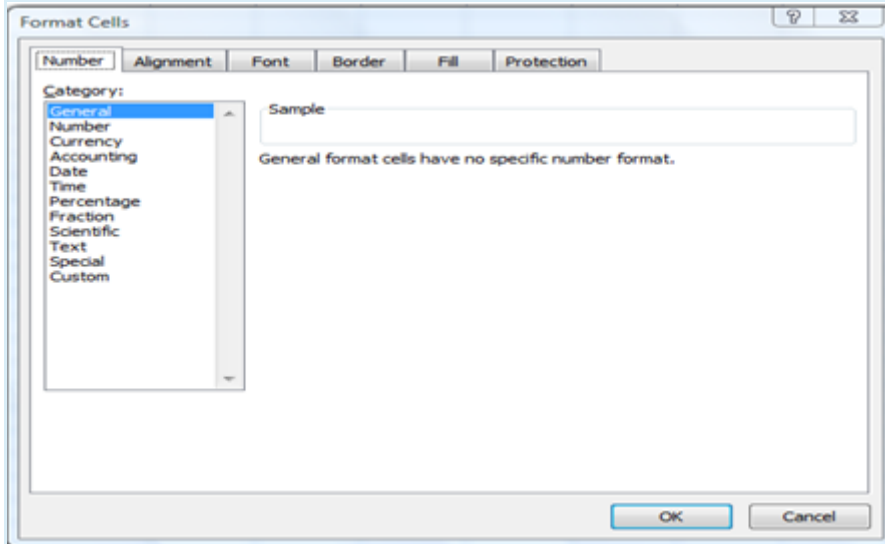 Format Cells
Number Alignment Font Border Fill Protection
Category:
General
Number
Currency
Accounting
Date
Time
Percentage
Fraction
Scientific
Text
Special
Custom
Sample
General format cells have no specific number format.
OK Cancel